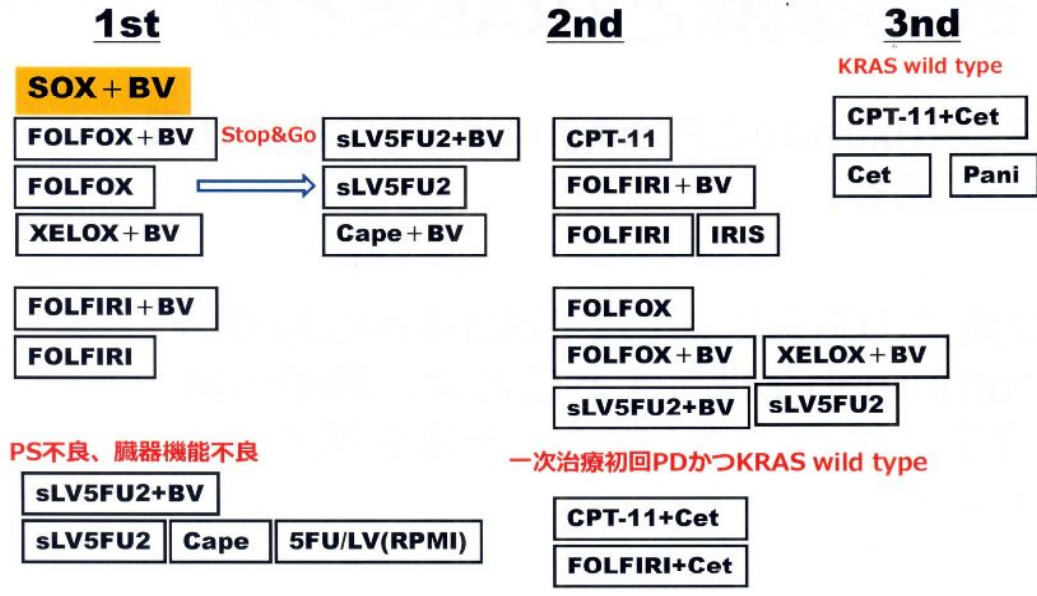 1st
2nd
3nd
SOX+BV
FOLFOX+BV
Stop&Go
sLV5FU2+BV
FOLFOX
sLV5FU2
XELOX+BV
Cape+BV
FOLFIRI+BV
FOLFIRI
PS不良、臓器機能不良
sLV5FU2+BV
sLV5FU2
Cape
5FU/LV(RPMI)
CPT-11
FOLFIRI+BV
FOLFIRI
IRIS
FOLFOX
FOLFOX+BV
XELOX+BV
sLV5FU2+BV
sLV5FU2
一次治療初回PDかつKRAS wild type
CPT-11+Cet
FOLFIRI+Cet
KRAS wild type
CPT-11+Cet
Cet
Pani